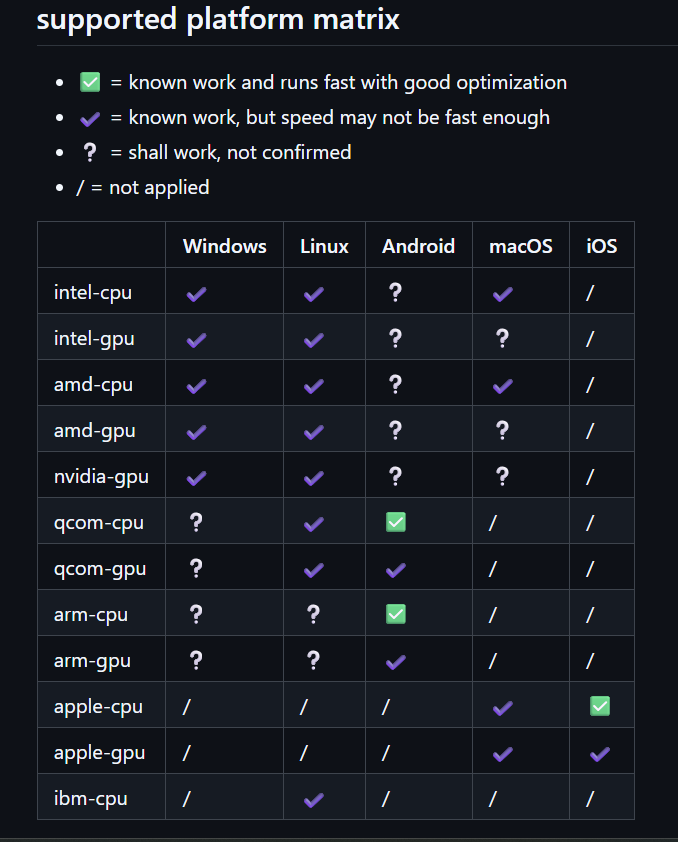 supported platform matrix
• ✅ = known work and runs fast with good optimization
• ✔️ = known work, but speed may not be fast enough
• ❔ = shall work, not confirmed
• / = not applied
Windows Linux Android macOS iOS
intel-cpu ✔️ ✔️ ❔ ✔️ /
intel-gpu ✔️ ✔️ ❔ ❔ /
amd-cpu ✔️ ✔️ ❔ ✔️ /
amd-gpu ✔️ ✔️ ❔ ❔ /
nvidia-gpu ✔️ ✔️ ❔ ❔ /
qcom-cpu ❔ ✔️ ✅ / /
qcom-gpu ❔ ✔️ ✔️ / /
arm-cpu ❔ ❔ ✅ / /
arm-gpu ❔ ❔ ✔️ / /
apple-cpu / / / ✔️ ✅
apple-gpu / / / ✔️ ✔️
ibm-cpu / ✔️ / / /